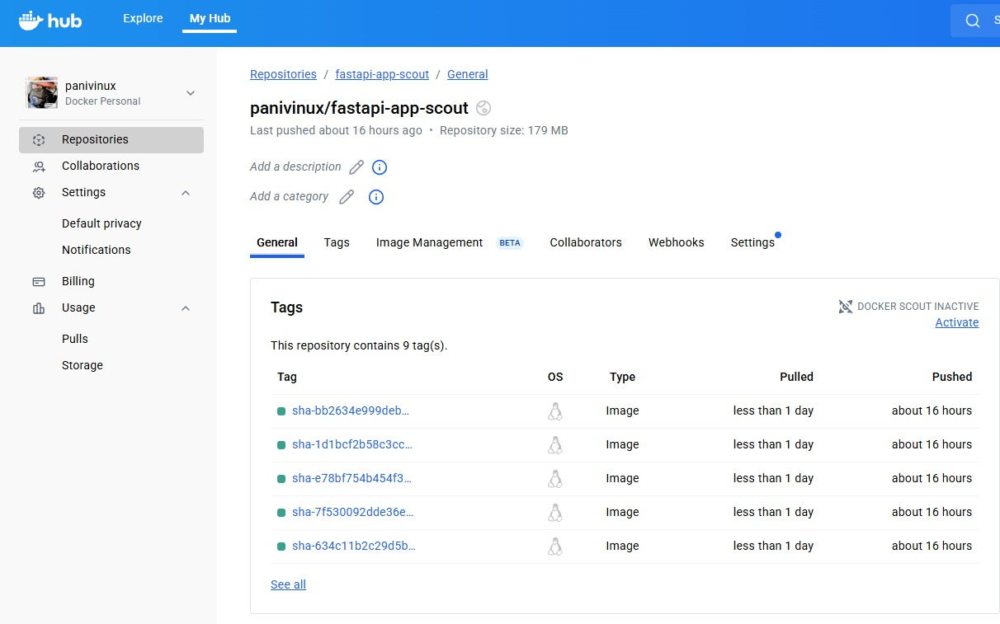 hub
Explore
My Hub
panivinux
Docker Personal
Repositories
Collaborations
Settings
Default privacy
Notifications
Billing
Usage
Pulls
Storage
Repositories / fastapi-app-scout / General
panivinux/fastapi-app-scout
Last pushed about 16 hours ago • Repository size: 179 MB
Add a description
Add a category
General Tags Image Management BETA Collaborators Webhooks Settings
Tags
DOCKER SCOUT INACTIVE
Activate
This repository contains 9 tag(s).
Tag OS Type Pulled Pushed
sha-bb2634e999deb… Image less than 1 day about 16 hours
sha-1d1bcf2b58c3cc… Image less than 1 day about 16 hours
sha-e78bf754b454f3… Image less than 1 day about 16 hours
sha-7f530092dde36e… Image less than 1 day about 16 hours
sha-634c11b2c29d5b… Image less than 1 day about 16 hours
See all